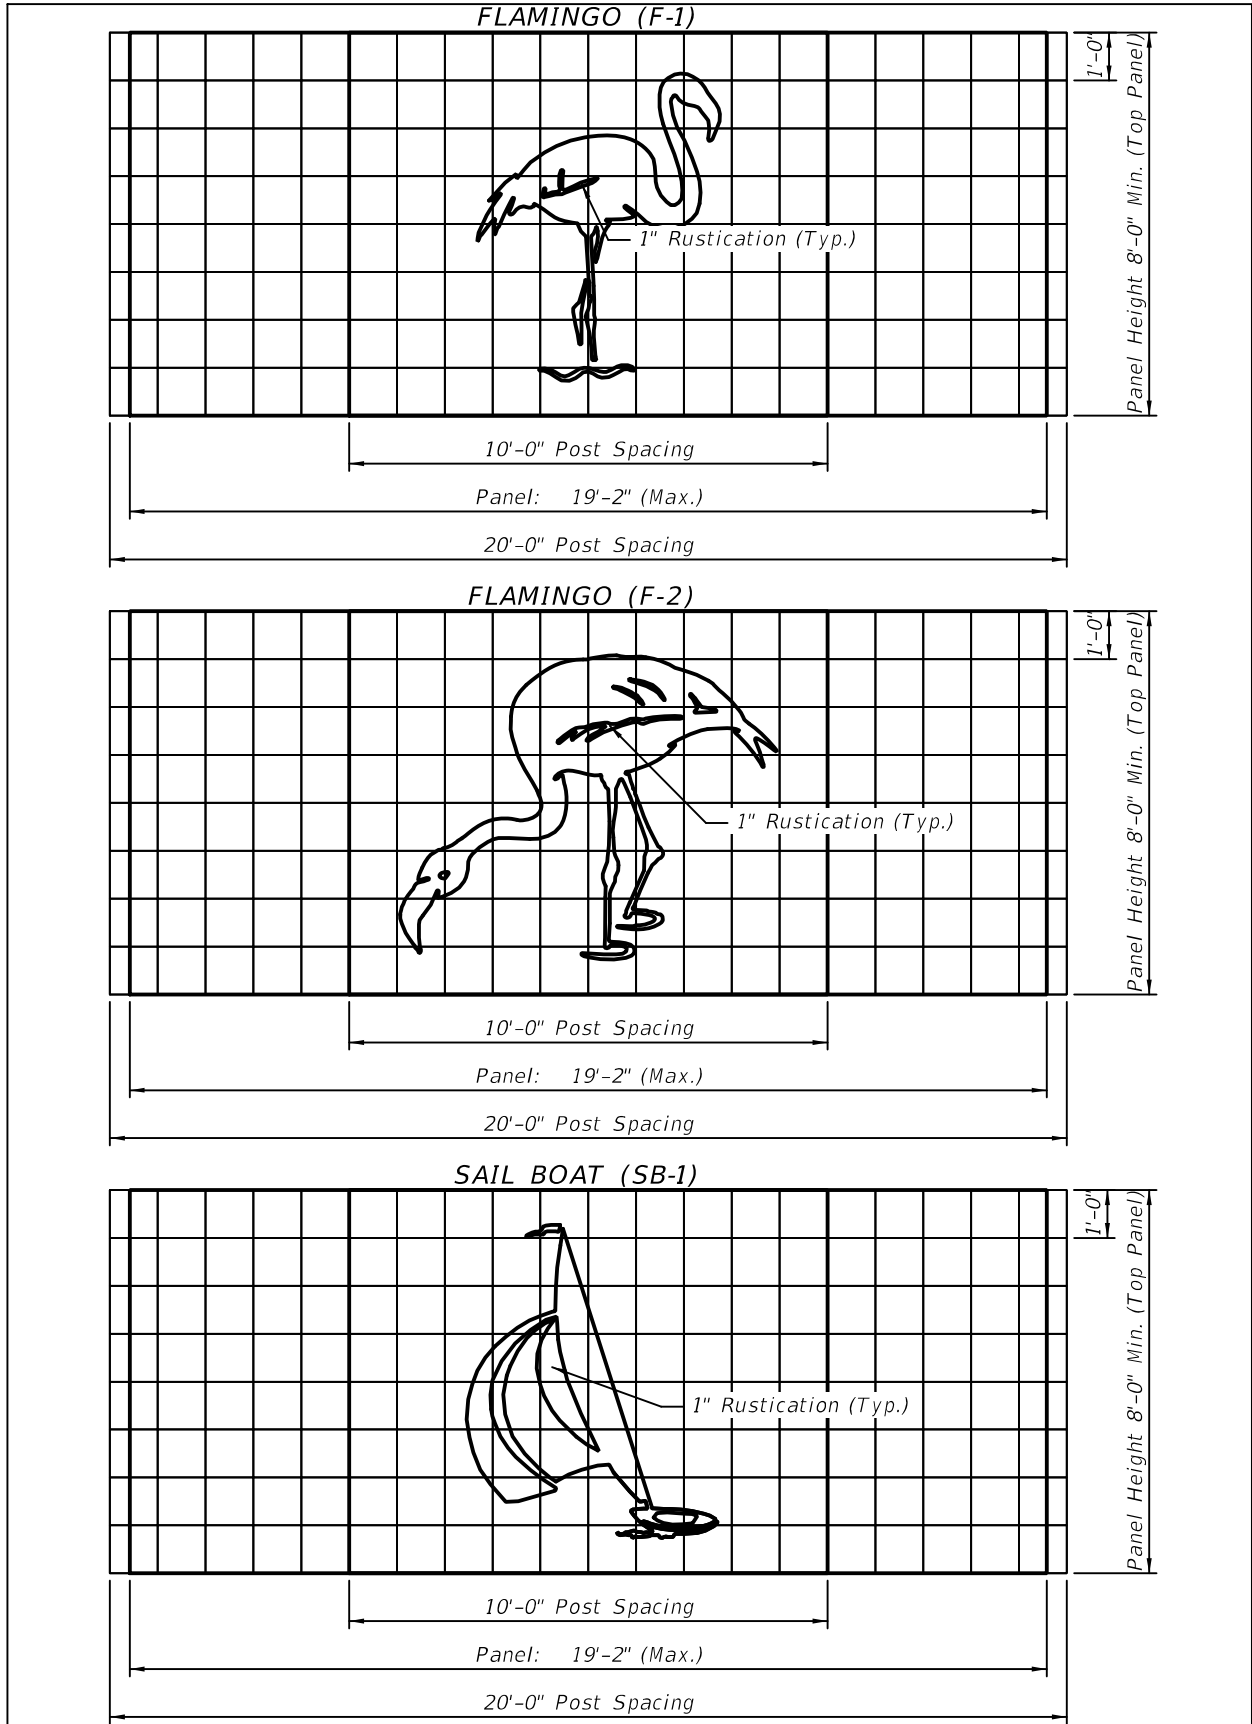 FLAMINGO (F-1)
1'-0"
Panel Height 8'-0" Min. (Top Panel)
1" Rustication (Typ.)
10'-0" Post Spacing
Panel: 19'-2" (Max.)
20'-0" Post Spacing
FLAMINGO (F-2)
1'-0"
Panel Height 8'-0" Min. (Top Panel)
1" Rustication (Typ.)
10'-0" Post Spacing
Panel: 19'-2" (Max.)
20'-0" Post Spacing
SAIL BOAT (SB-1)
1'-0"
Panel Height 8'-0" Min. (Top Panel)
1" Rustication (Typ.)
10'-0" Post Spacing
Panel: 19'-2" (Max.)
20'-0" Post Spacing